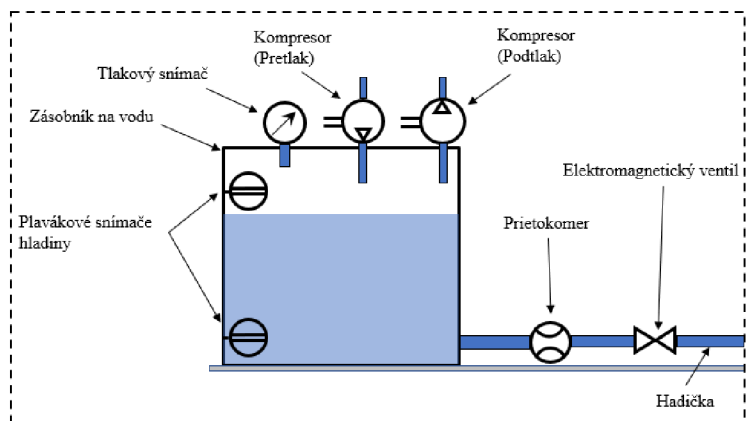 Kompresor
(Pretlak)
Kompresor
(Podtlak)
Tlakový snímač
Zásobník na vodu
Elektromagnetický ventil
Plavákové snímače
hladiny
Prietokomer
Hadička